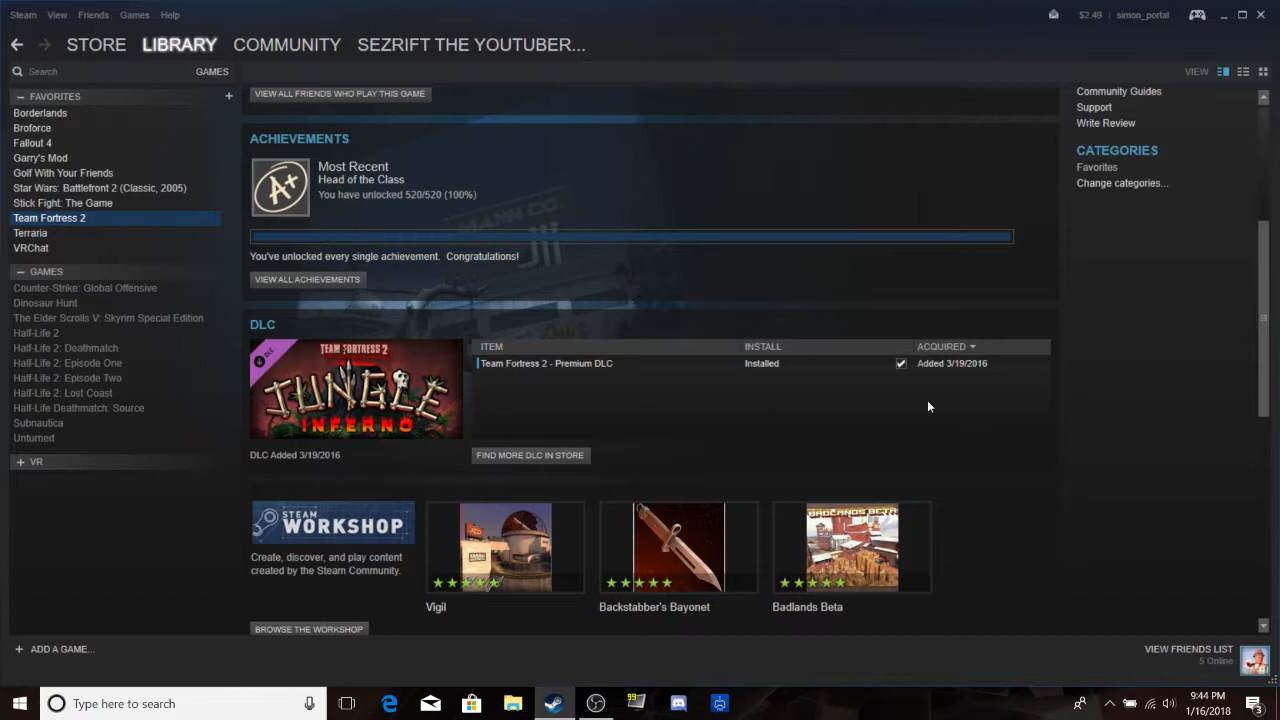 Steam View Friends Games Help
$2.49 simon_portal
STORE LIBRARY COMMUNITY SEZRIFT THE YOUTUBER...
Search GAMES
VIEW
— FAVORITES +
Borderlands
Broforce
Fallout 4
Garry's Mod
Golf With Your Friends
Star Wars: Battlefront 2 (Classic, 2005)
Stick Fight: The Game
Team Fortress 2
Terraria
VRChat
— GAMES
Counter-Strike: Global Offensive
Dinosaur Hunt
The Elder Scrolls V: Skyrim Special Edition
Half-Life 2
Half-Life 2: Deathmatch
Half-Life 2: Episode One
Half-Life 2: Episode Two
Half-Life 2: Lost Coast
Half-Life Deathmatch: Source
Subnautica
Unturned
+ VR
VIEW ALL FRIENDS WHO PLAY THIS GAME
ACHIEVEMENTS
A+
Most Recent
Head of the Class
You have unlocked 520/520 (100%)
MANN CO.
You've unlocked every single achievement. Congratulations!
VIEW ALL ACHIEVEMENTS
DLC
DLC
TEAM FORTRESS 2
JUNGLE
INFERNO
DLC Added 3/19/2016
ITEM INSTALL ACQUIRED
Team Fortress 2 - Premium DLC Installed Added 3/19/2016
FIND MORE DLC IN STORE
STEAM
WORKSHOP
Create, discover, and play content
created by the Steam Community.
BROWSE THE WORKSHOP
Vigil
Backstabber's Bayonet
BADLANDS BETA
Badlands Beta
Community Guides
Support
Write Review
CATEGORIES
Favorites
Change categories...
+ ADD A GAME...
VIEW FRIENDS LIST
5 Online
Type here to search
99
9:44 PM
1/16/2018
3